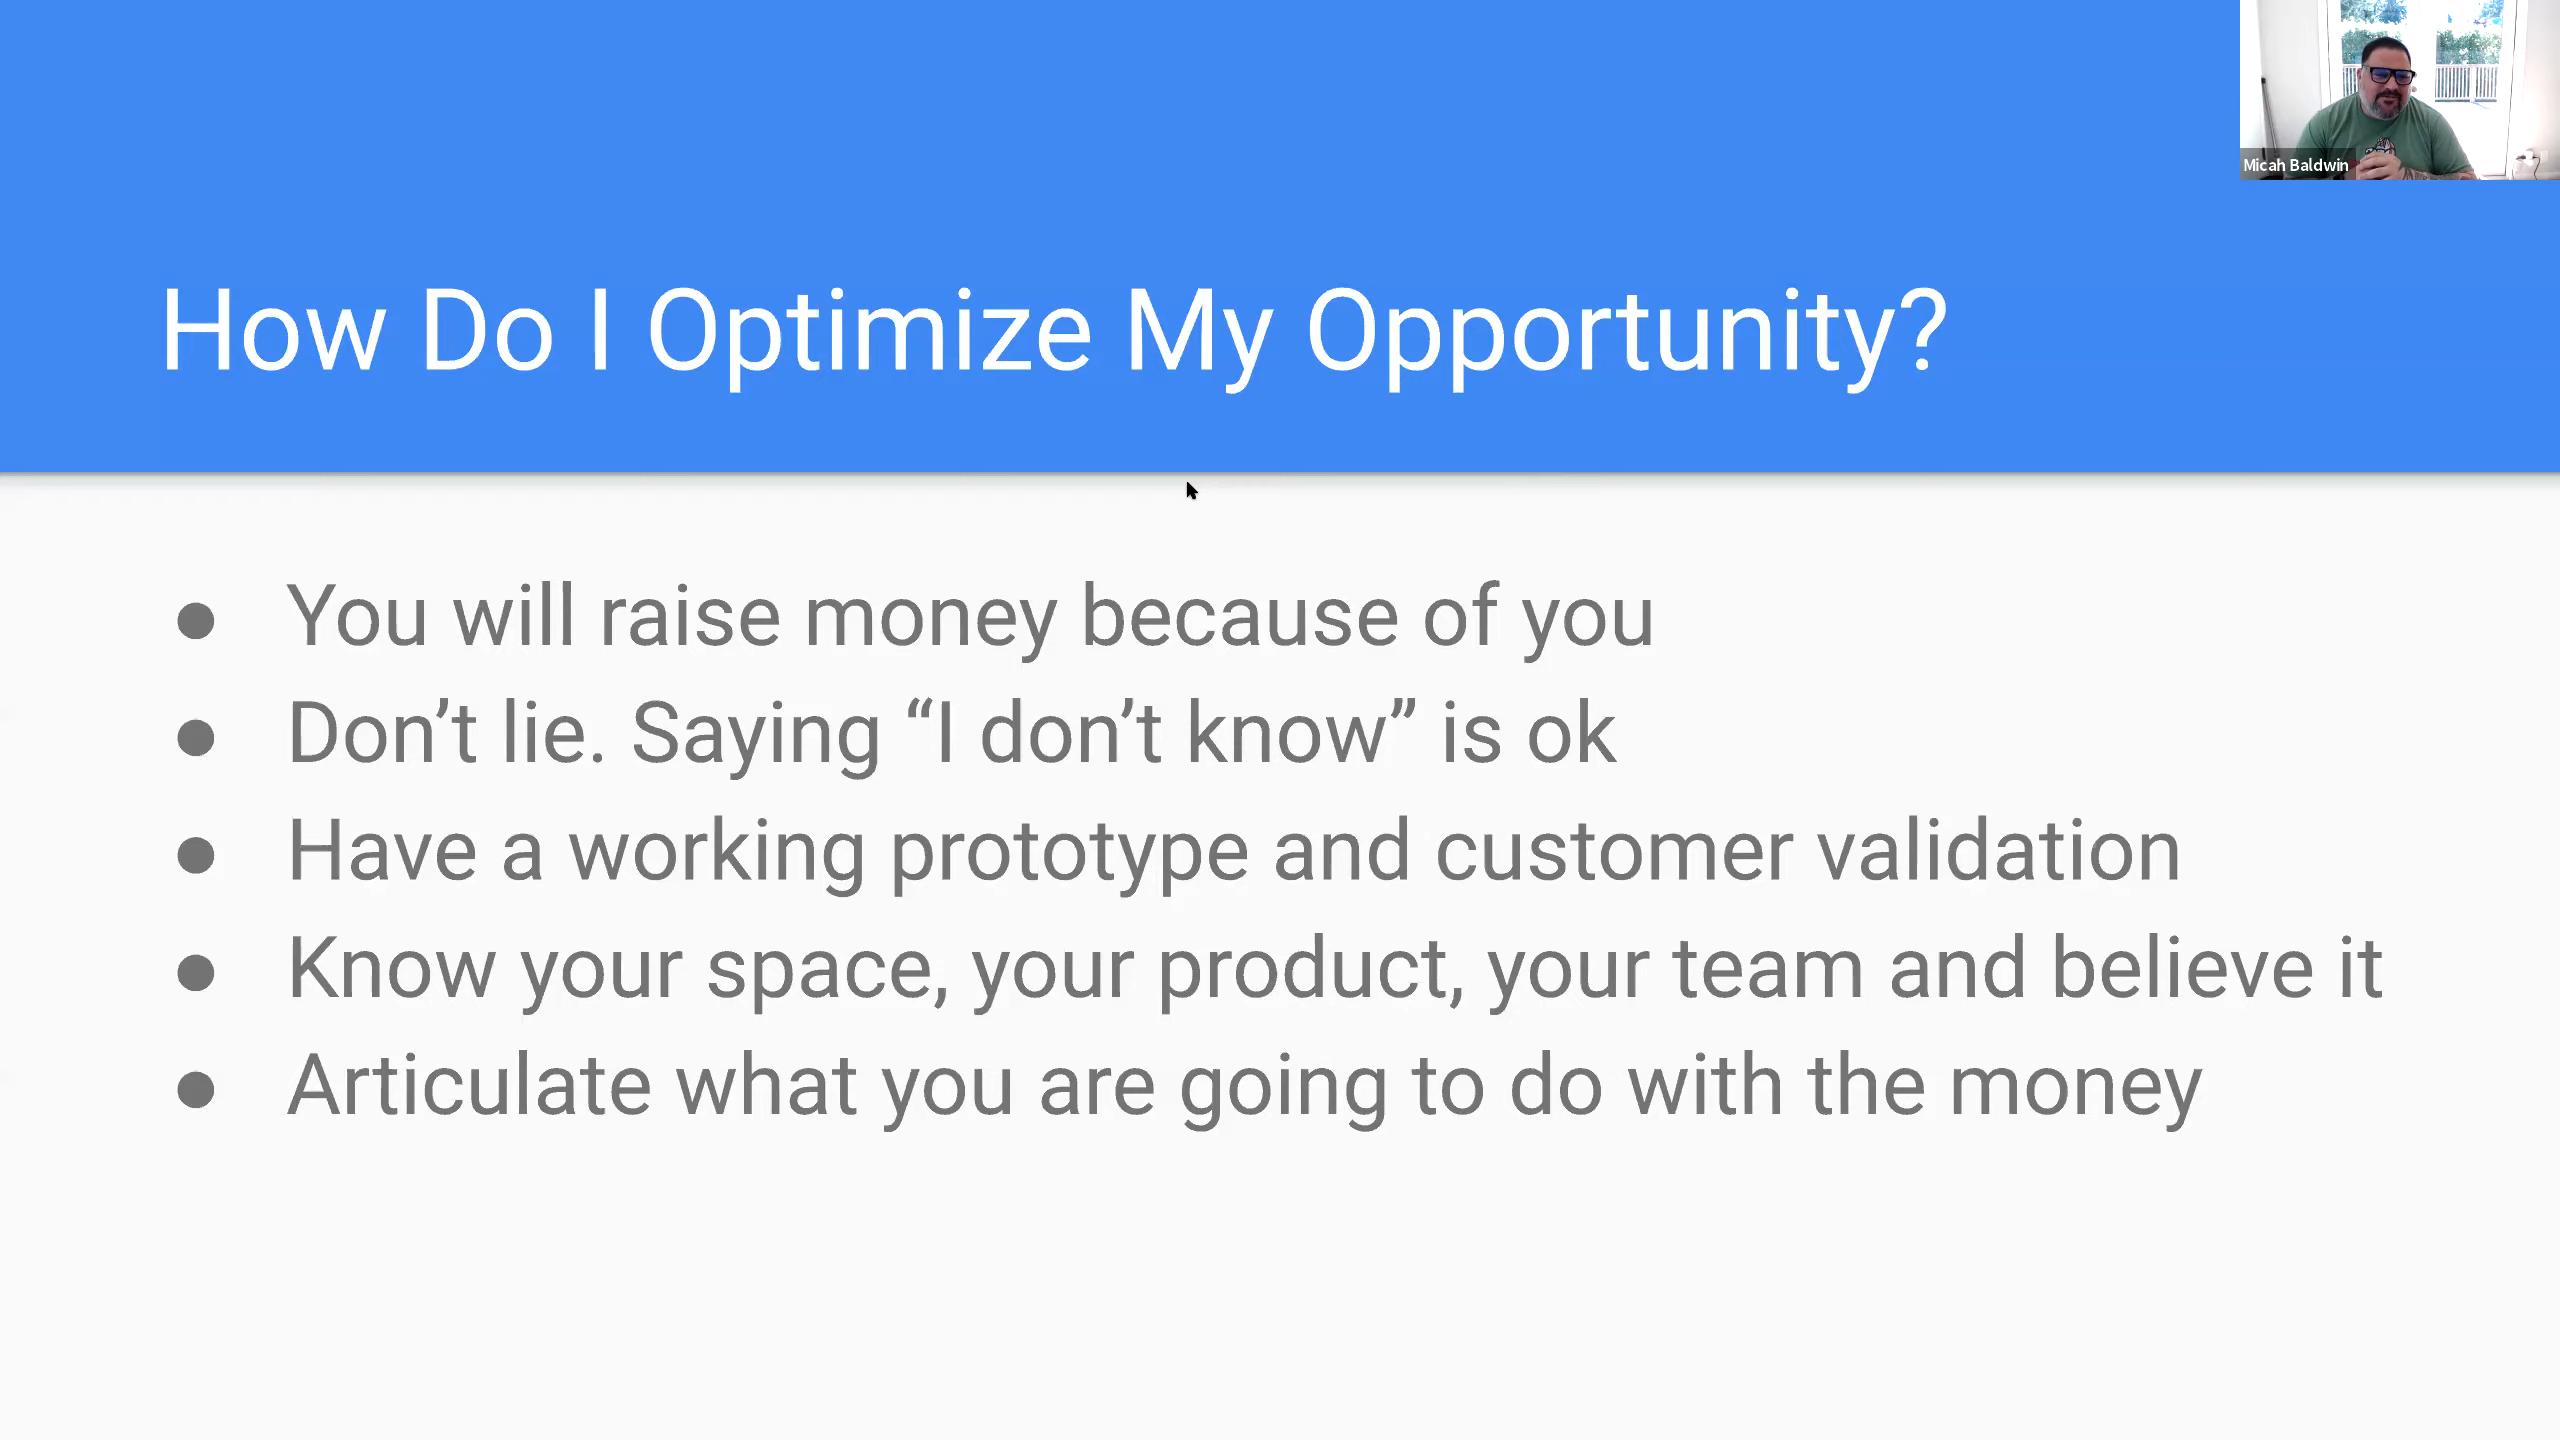 Micah Baldwin
How Do I Optimize My Opportunity?
● You will raise money because of you
● Don’t lie. Saying “I don’t know” is ok
● Have a working prototype and customer validation
● Know your space, your product, your team and believe it
● Articulate what you are going to do with the money